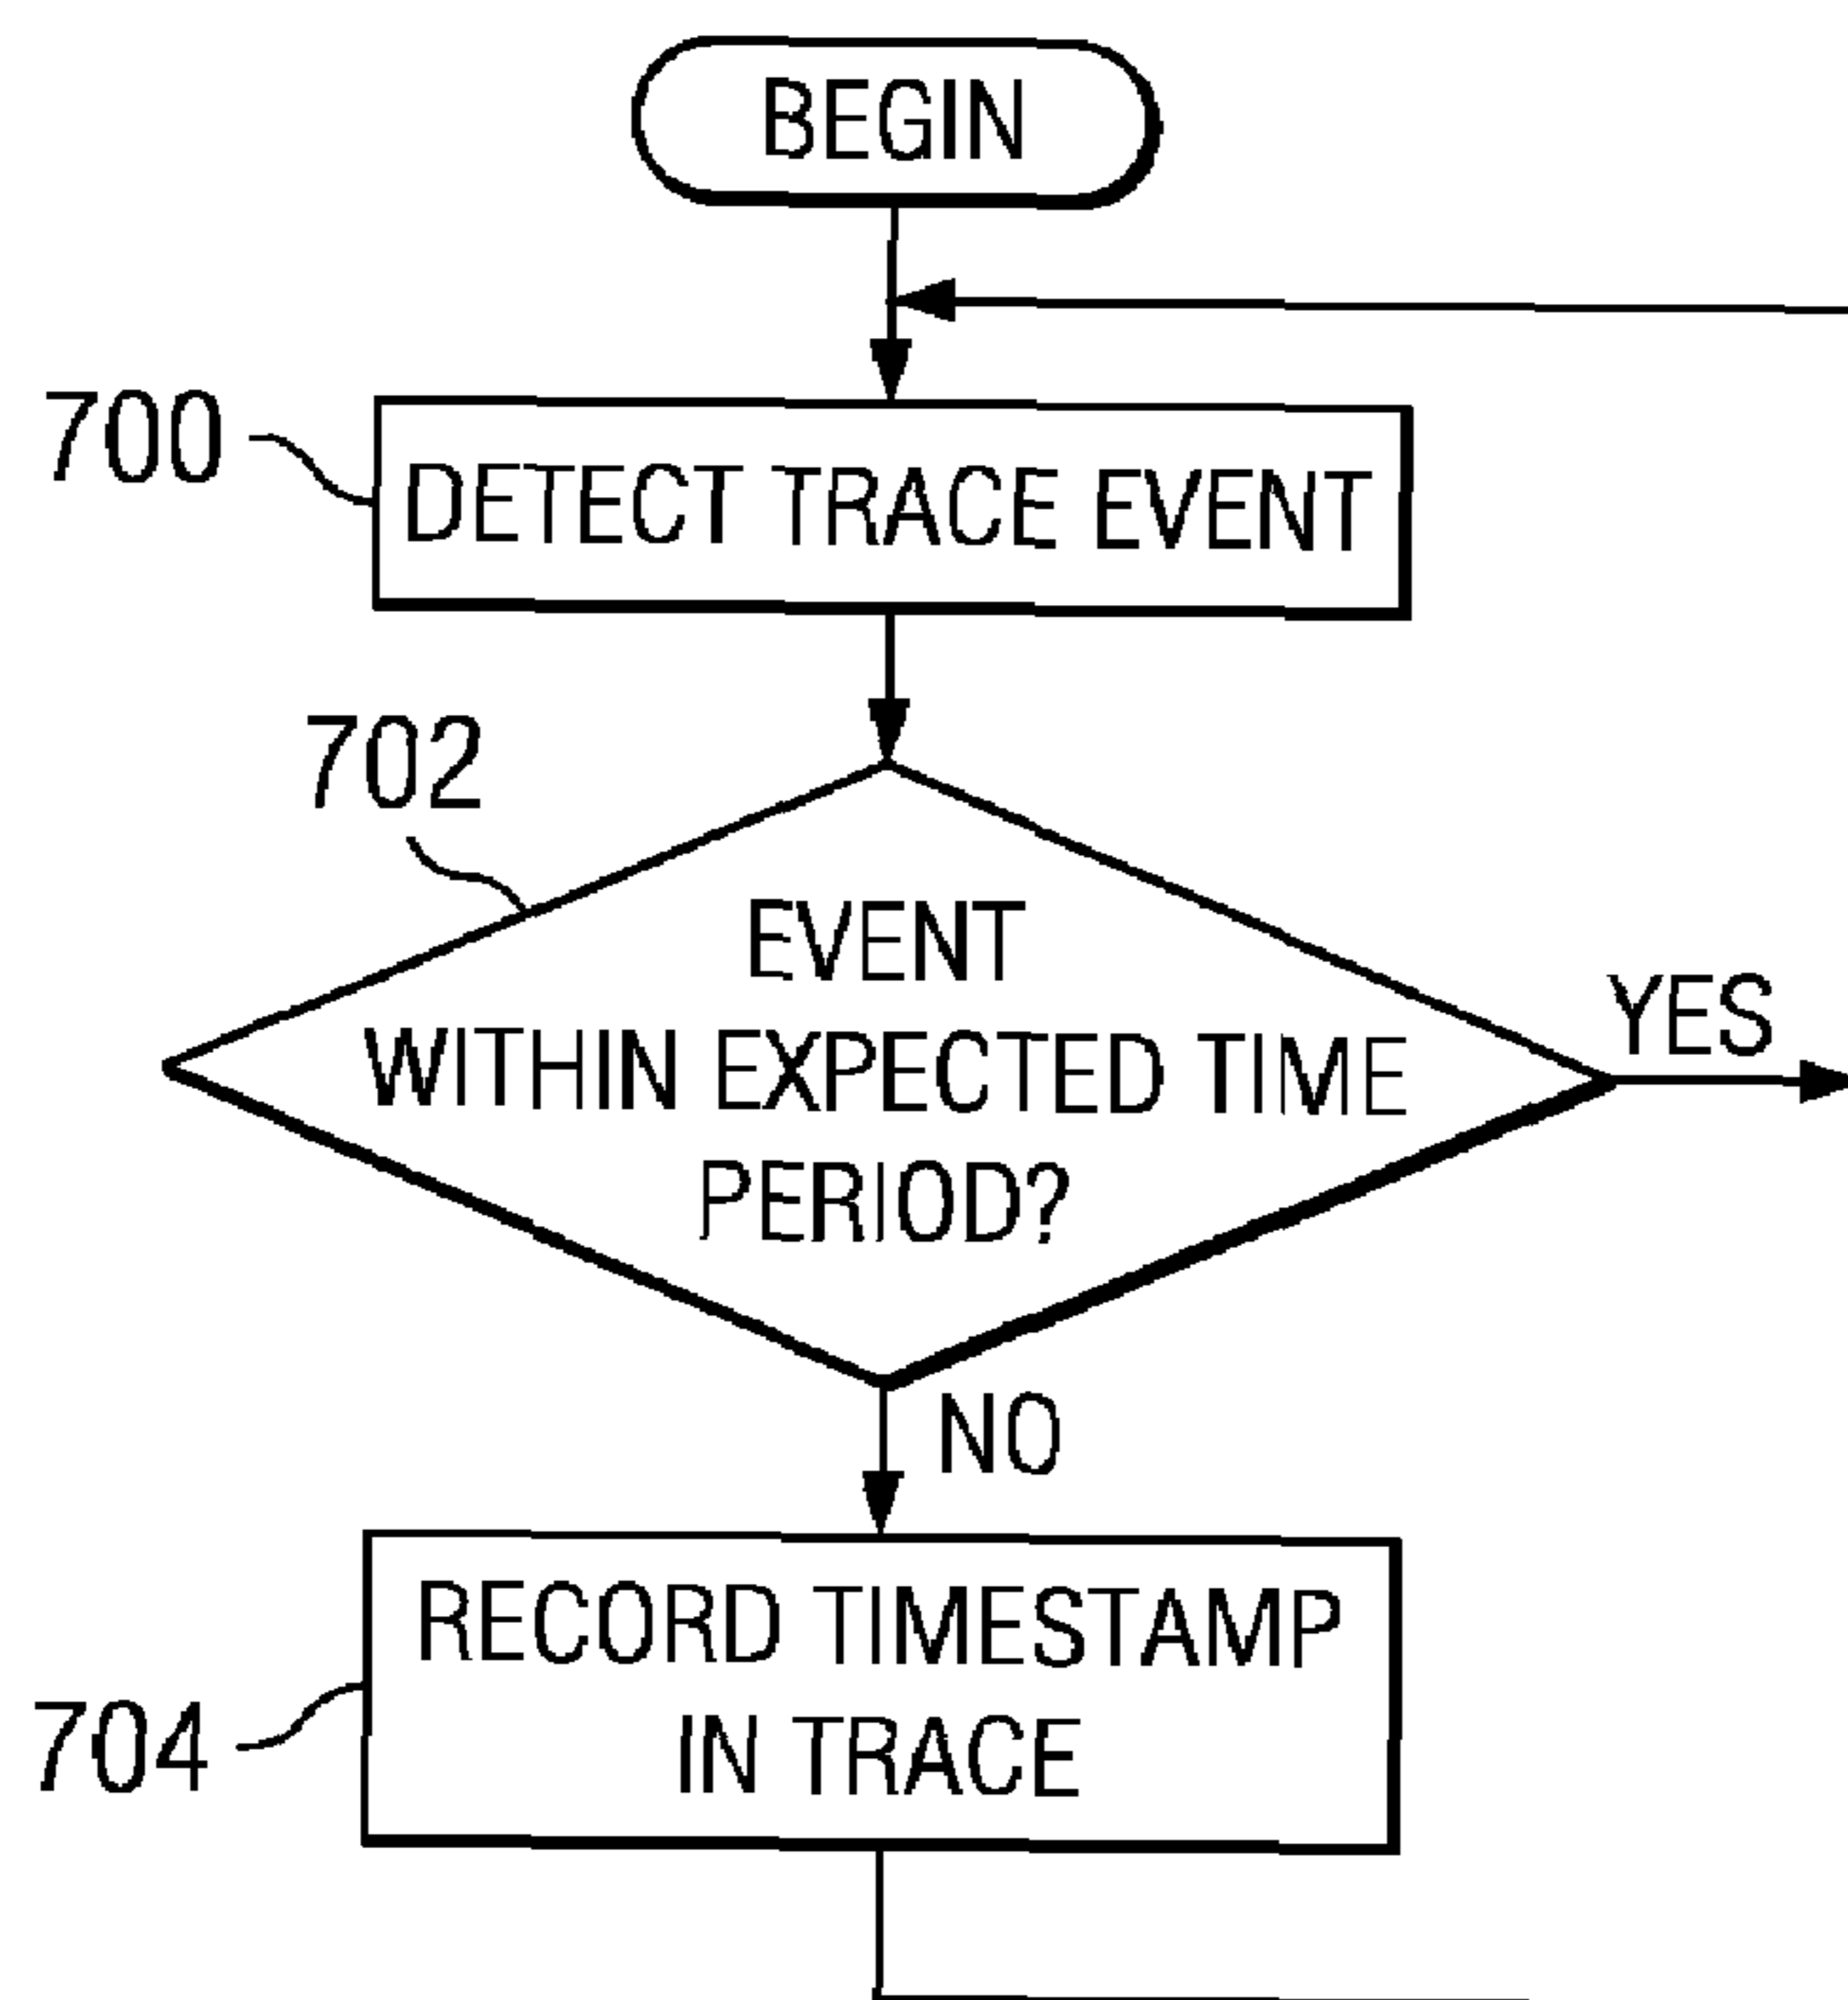 BEGIN
700
DETECT TRACE EVENT
702
EVENT
WITHIN EXPECTED TIME
PERIOD?
YES
NO
RECORD TIMESTAMP
IN TRACE
704